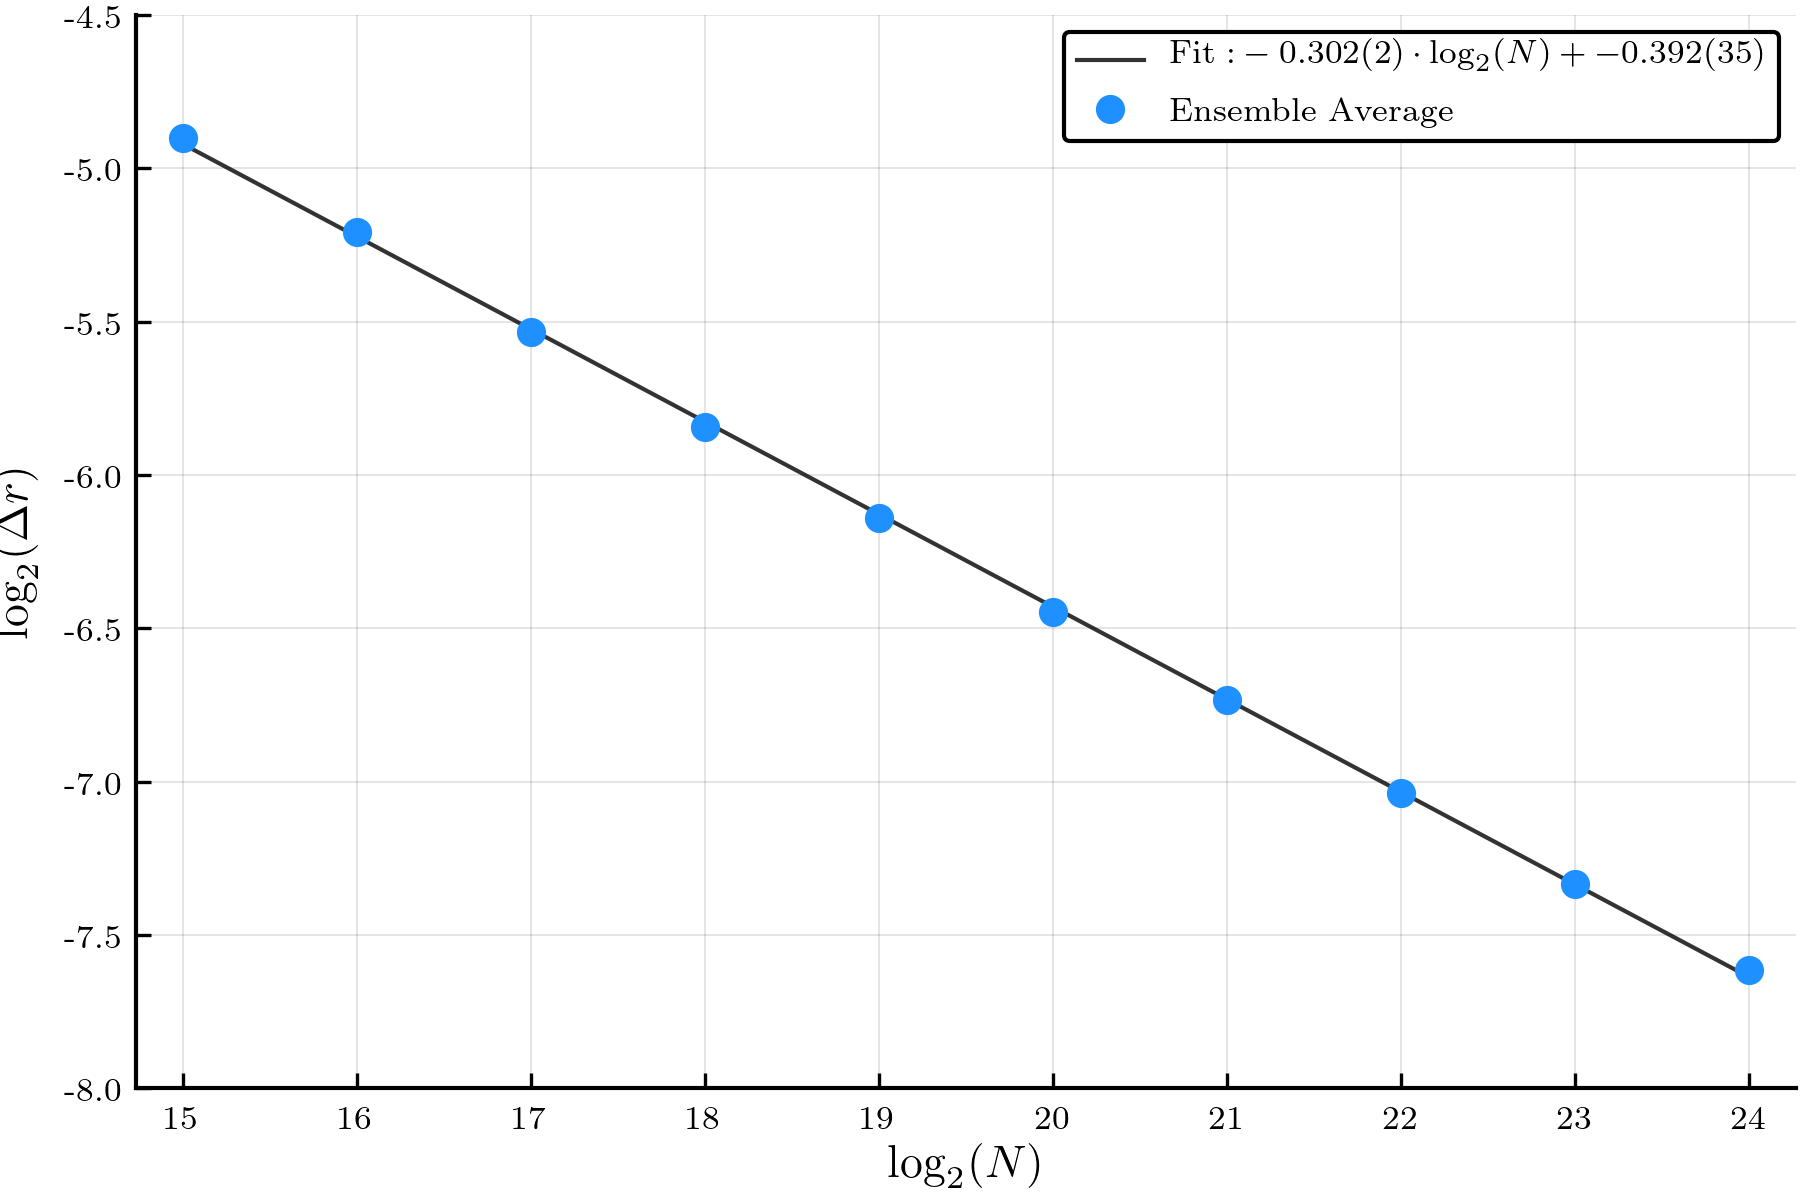 -4.5
-5.0
-5.5
-6.0
-6.5
-7.0
-7.5
-8.0
log₂(Δr)
Fit : − 0.302(2) · log₂(N) + −0.392(35)
Ensemble Average
15 16 17 18 19 20 21 22 23 24
log₂(N)